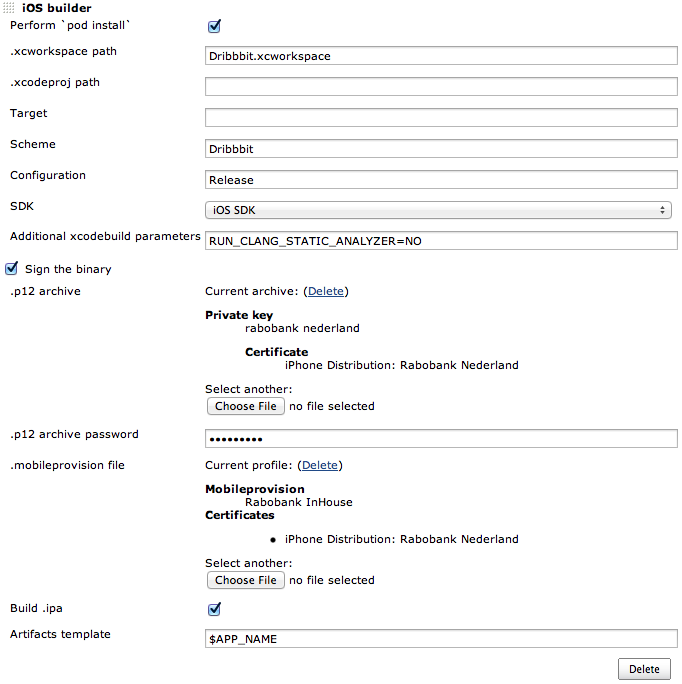 iOS builder
Perform `pod install`
.xcworkspace path
Dribbbit.xcworkspace
.xcodeproj path
Target
Scheme
Dribbbit
Configuration
Release
SDK
iOS SDK
Additional xcodebuild parameters
RUN_CLANG_STATIC_ANALYZER=NO
Sign the binary
.p12 archive
Current archive: (Delete)
Private key
rabobank nederland
Certificate
iPhone Distribution: Rabobank Nederland
Select another:
Choose File no file selected
.p12 archive password
•••••••••
.mobileprovision file
Current profile: (Delete)
Mobileprovision
Rabobank InHouse
Certificates
• iPhone Distribution: Rabobank Nederland
Select another:
Choose File no file selected
Build .ipa
Artifacts template
$APP_NAME
Delete